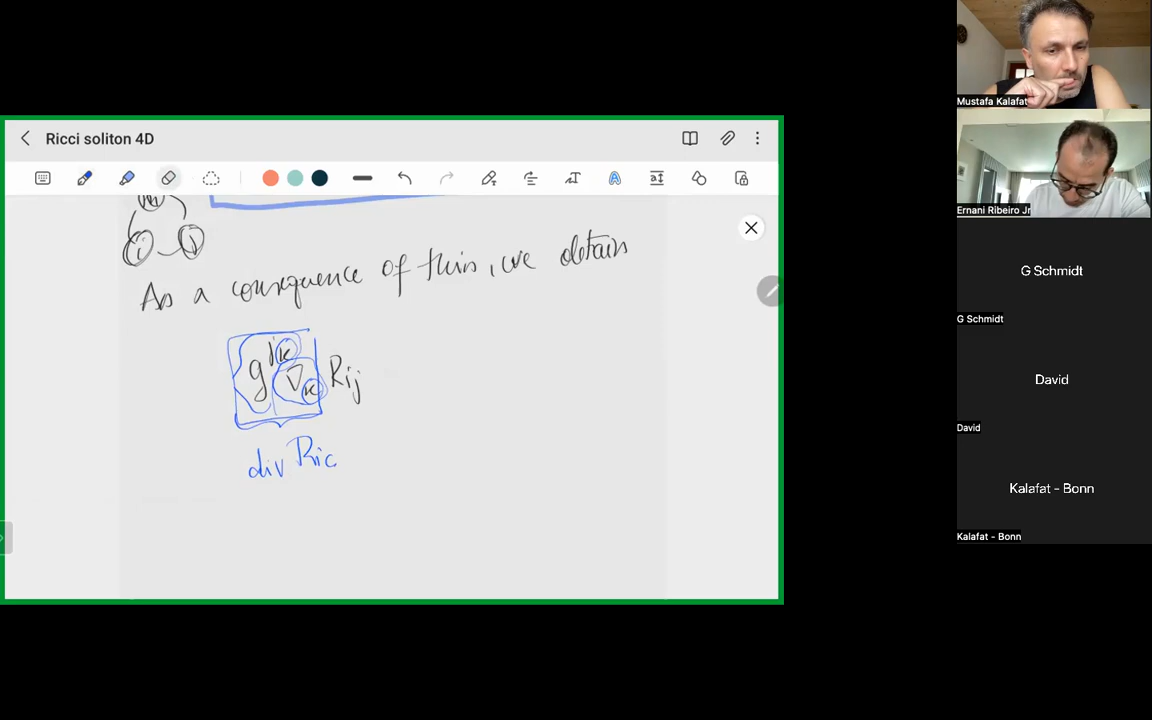 Mustafa Kalafat
Ricci soliton 4D
Ernani Ribeiro Jr
i j
As a consequence of this, we obtain
g^{jk} ∇_k R_{ij}
div Ric
G Schmidt
G Schmidt
David
David
Kalafat - Bonn
Kalafat - Bonn